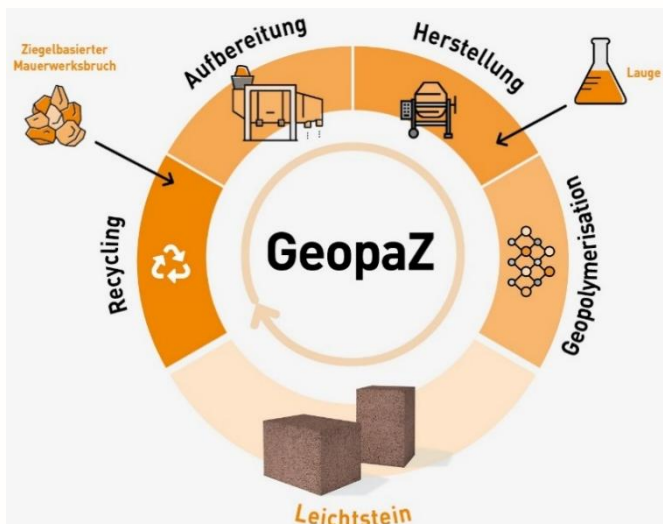 Ziegelbasierter
Mauerwerksbruch
Aufbereitung
Herstellung
Lauge
Recycling
GeopaZ
Geopolymerisation
Leichtstein